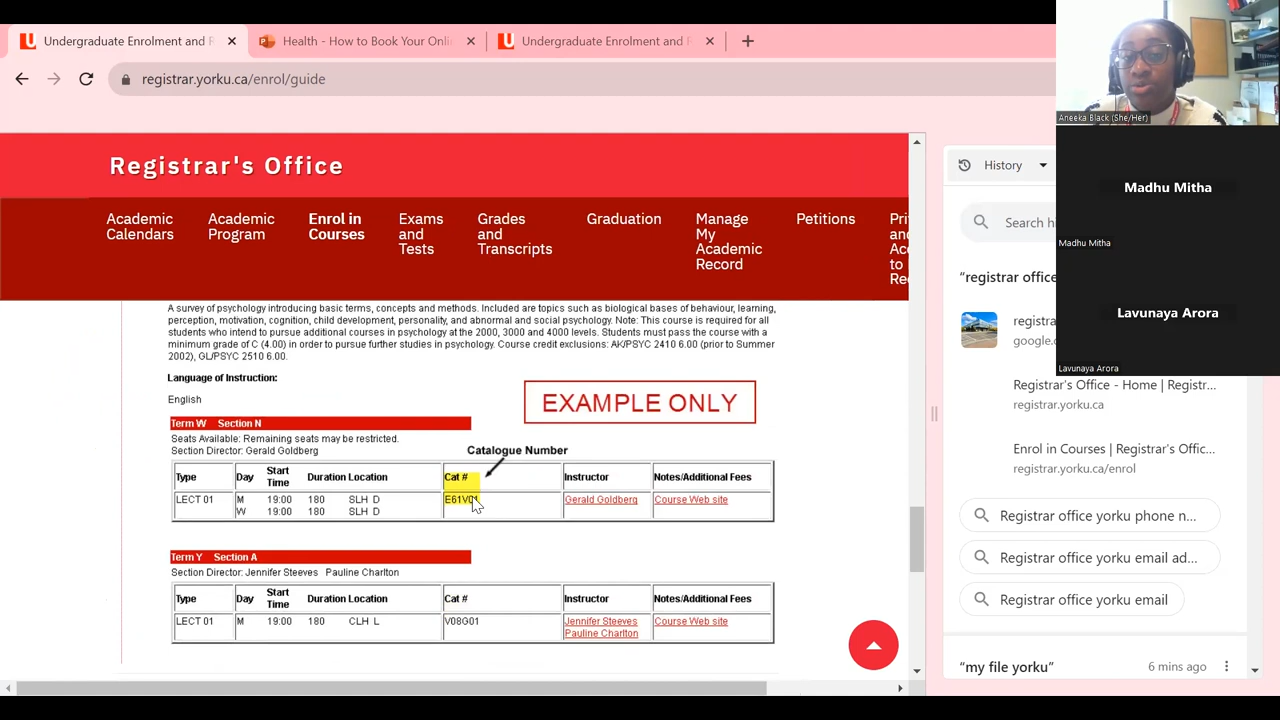 Undergraduate Enrolment and R
Health - How to Book Your Onli
Undergraduate Enrolment and R
registrar.yorku.ca/enrol/guide
Registrar's Office
Academic Calendars
Academic Program
Enrol in Courses
Exams and Tests
Grades and Transcripts
Graduation
Manage My Academic Record
Petitions
Pri
and
Acc
to
Re
A survey of psychology introducing basic terms, concepts and methods. Included are topics such as biological bases of behaviour, learning,
perception, motivation, cognition, child development, personality, and abnormal and social psychology. Note: This course is required for all
students who intend to pursue additional courses in psychology at the 2000, 3000 and 4000 levels. Students must pass the course with a
minimum grade of C (4.00) in order to pursue further studies in psychology. Course credit exclusions: AK/PSYC 2410 6.00 (prior to Summer
2002), GL/PSYC 2510 6.00.
Language of Instruction:
English
EXAMPLE ONLY
Term W Section N
Seats Available: Remaining seats may be restricted.
Section Director: Gerald Goldberg
Catalogue Number
Type Day Start Time Duration Location Cat # Instructor Notes/Additional Fees
LECT 01 M 19:00 180 SLH D E61V01 Gerald Goldberg Course Web site
W 19:00 180 SLH D
Term Y Section A
Section Director: Jennifer Steeves Pauline Charlton
Type Day Start Time Duration Location Cat # Instructor Notes/Additional Fees
LECT 01 M 19:00 180 CLH L V08G01 Jennifer Steeves Course Web site
Pauline Charlton
History
Search hi
"registrar office
regist
google.c
Registrar's Office - Home | Registr...
registrar.yorku.ca
Enrol in Courses | Registrar's Offic...
registrar.yorku.ca/enrol
Registrar office yorku phone n...
Registrar office yorku email ad...
Registrar office yorku email
"my file yorku" 6 mins ago
Aneeka Black (She/Her)
Madhu Mitha
Madhu Mitha
Lavunaya Arora
Lavunaya Arora